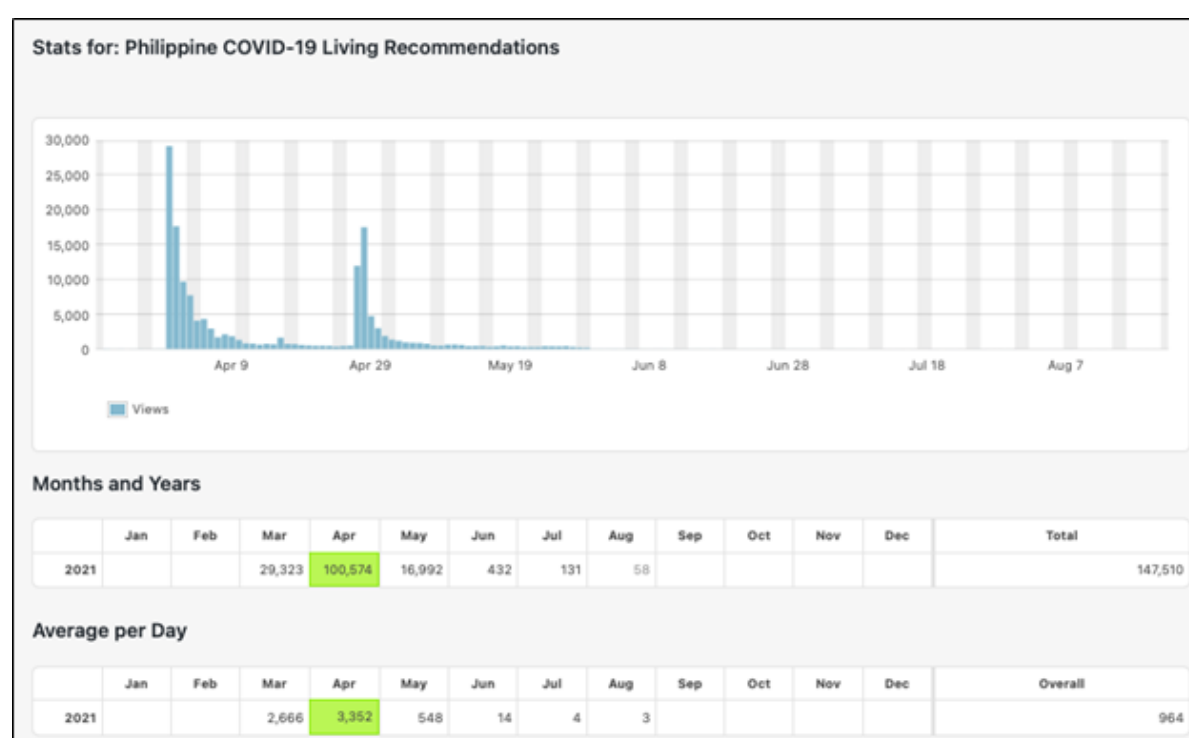 Stats for: Philippine COVID-19 Living Recommendations
30,000
25,000
20,000
15,000
10,000
5,000
0
Apr 9 Apr 29 May 19 Jun 8 Jun 28 Jul 18 Aug 7
Views
Months and Years
Jan Feb Mar Apr May Jun Jul Aug Sep Oct Nov Dec Total
2021 29,323 100,574 16,992 432 131 58 147,510
Average per Day
Jan Feb Mar Apr May Jun Jul Aug Sep Oct Nov Dec Overall
2021 2,666 3,352 548 14 4 3 964